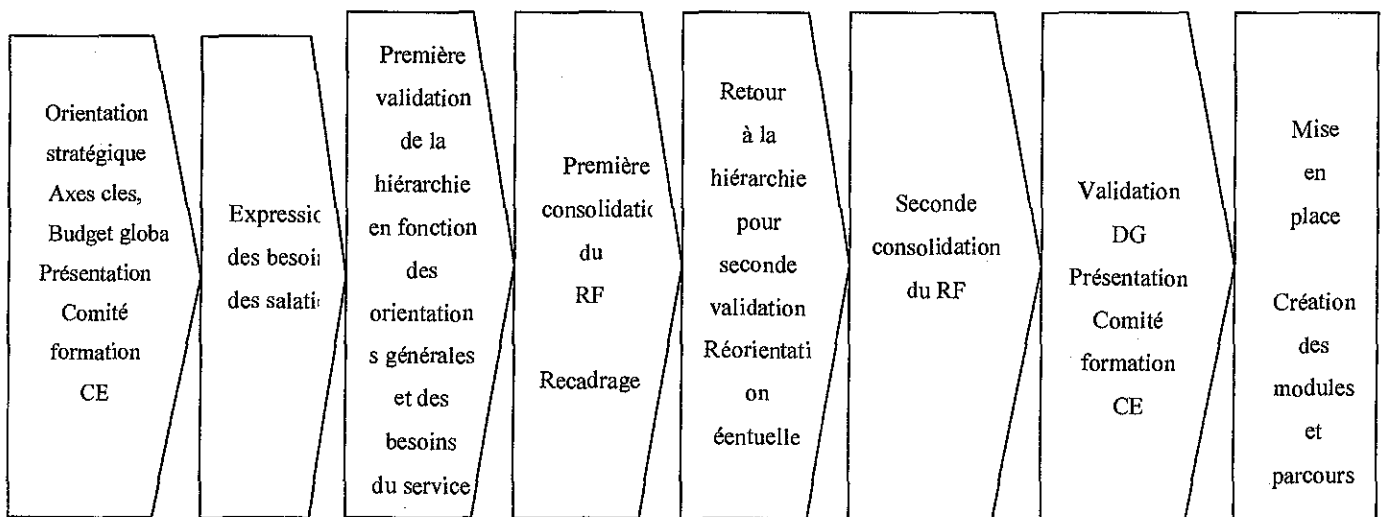 Orientation
stratégique
Axes cles,
Budget globa
Présentation
Comité
formation
CE
Expressic
des besoii
des salati
Première
validation
de la
hiérarchie
en fonction
des
orientation
s générales
et des
besoins
du service
Première
consolidatic
du
RF
Recadrage
Retour
à la
hiérarchie
pour
seconde
validation
Réorientati
on
éentuelle
Seconde
consolidation
du RF
Validation
DG
Présentation
Comité
formation
CE
Mise
en
place
Création
des
modules
et
parcours